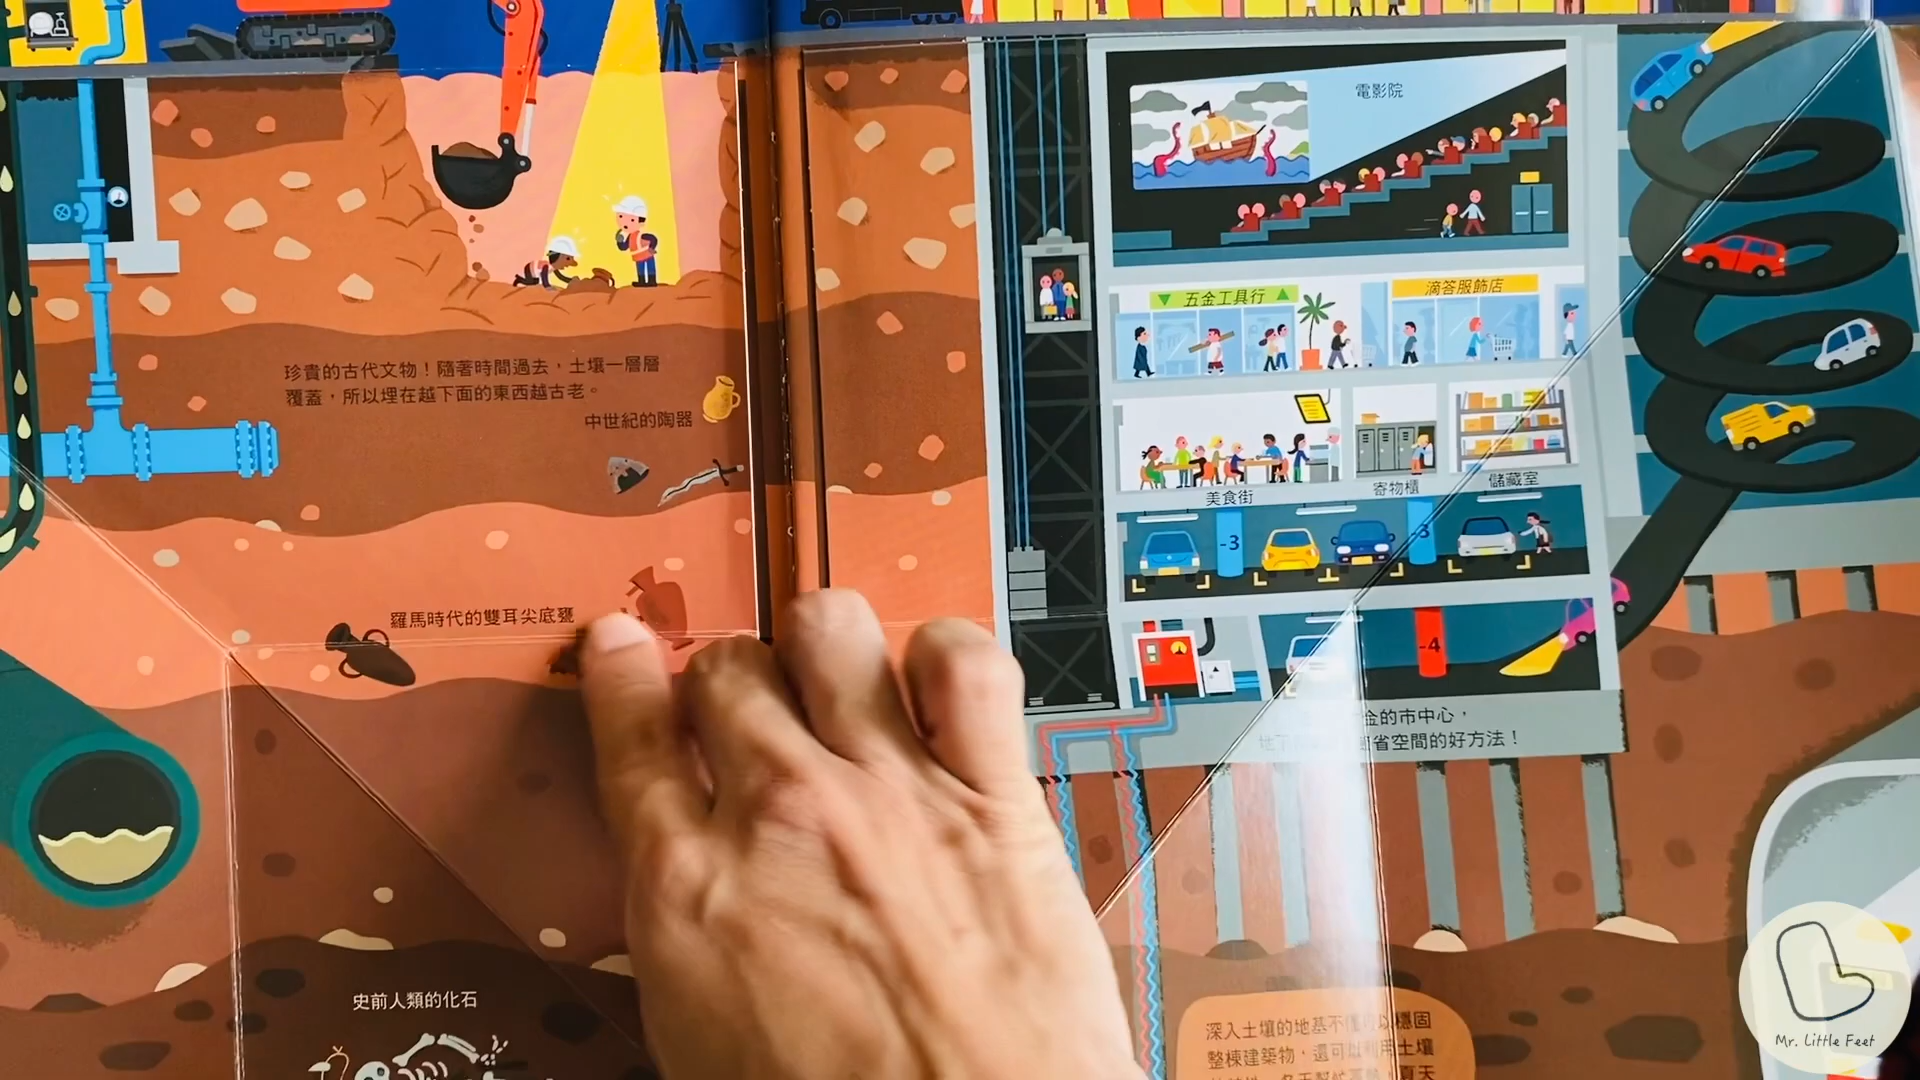 電影院
五金工具行
滴答服飾店
珍貴的古代文物！隨著時間過去，土壤一層層
覆蓋，所以埋在越下面的東西越古老。
中世紀的陶器
美食街
寄物櫃
儲藏室
-3
3
羅馬時代的雙耳尖底甕
-4
金的市中心，
省空間的好方法！
史前人類的化石
深入土壤的地基不僅可以穩固
整棟建築物，還可以利用土壤
夏天
Mr. Little Feet